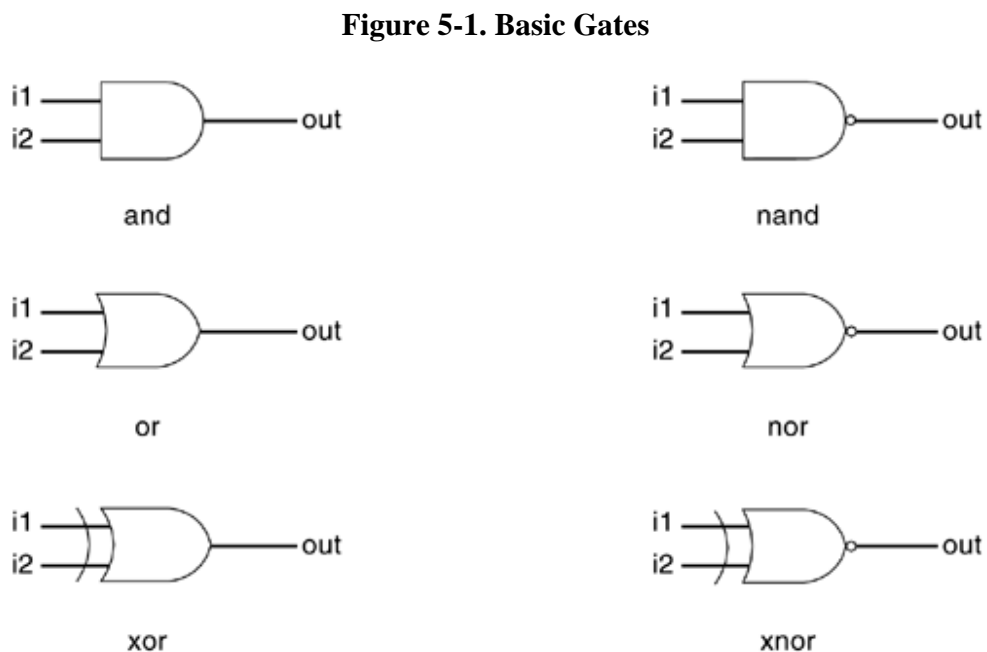 Figure 5-1. Basic Gates
i1
i2
out
and
i1
i2
out
nand
i1
i2
out
or
i1
i2
out
nor
i1
i2
out
xor
i1
i2
out
xnor